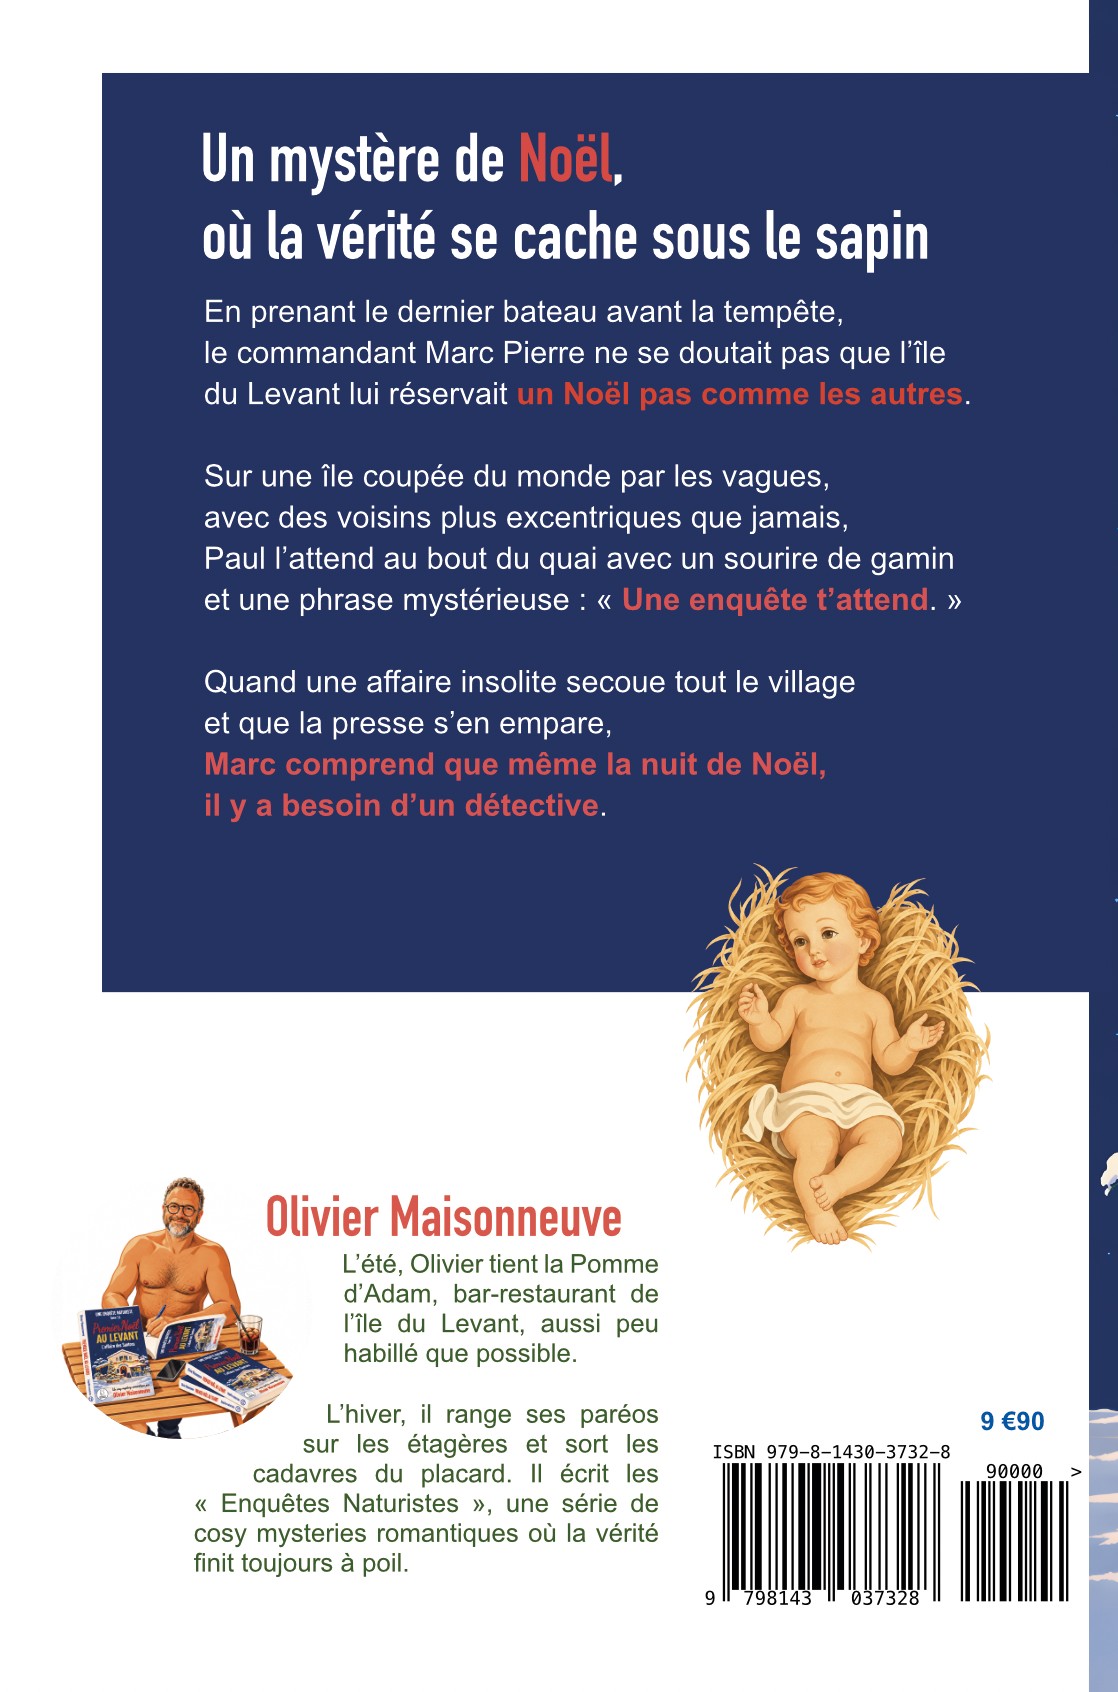 Un mystère de Noël,
où la vérité se cache sous le sapin
En prenant le dernier bateau avant la tempête,
le commandant Marc Pierre ne se doutait pas que l’île
du Levant lui réservait un Noël pas comme les autres.
Sur une île coupée du monde par les vagues,
avec des voisins plus excentriques que jamais,
Paul l’attend au bout du quai avec un sourire de gamin
et une phrase mystérieuse : « Une enquête t’attend. »
Quand une affaire insolite secoue tout le village
et que la presse s’en empare,
Marc comprend que même la nuit de Noël,
il y a besoin d’un détective.
Olivier Maisonneuve
L’été, Olivier tient la Pomme
d’Adam, bar-restaurant de
l’île du Levant, aussi peu
habillé que possible.
L’hiver, il range ses paréos
sur les étagères et sort les
cadavres du placard. Il écrit les
« Enquêtes Naturistes », une série de
cosy mysteries romantiques où la vérité
finit toujours à poil.
Premier Noël
AU LEVANT
9 €90
ISBN 979-8-1430-3732-8
90000 >
9 798143 037328